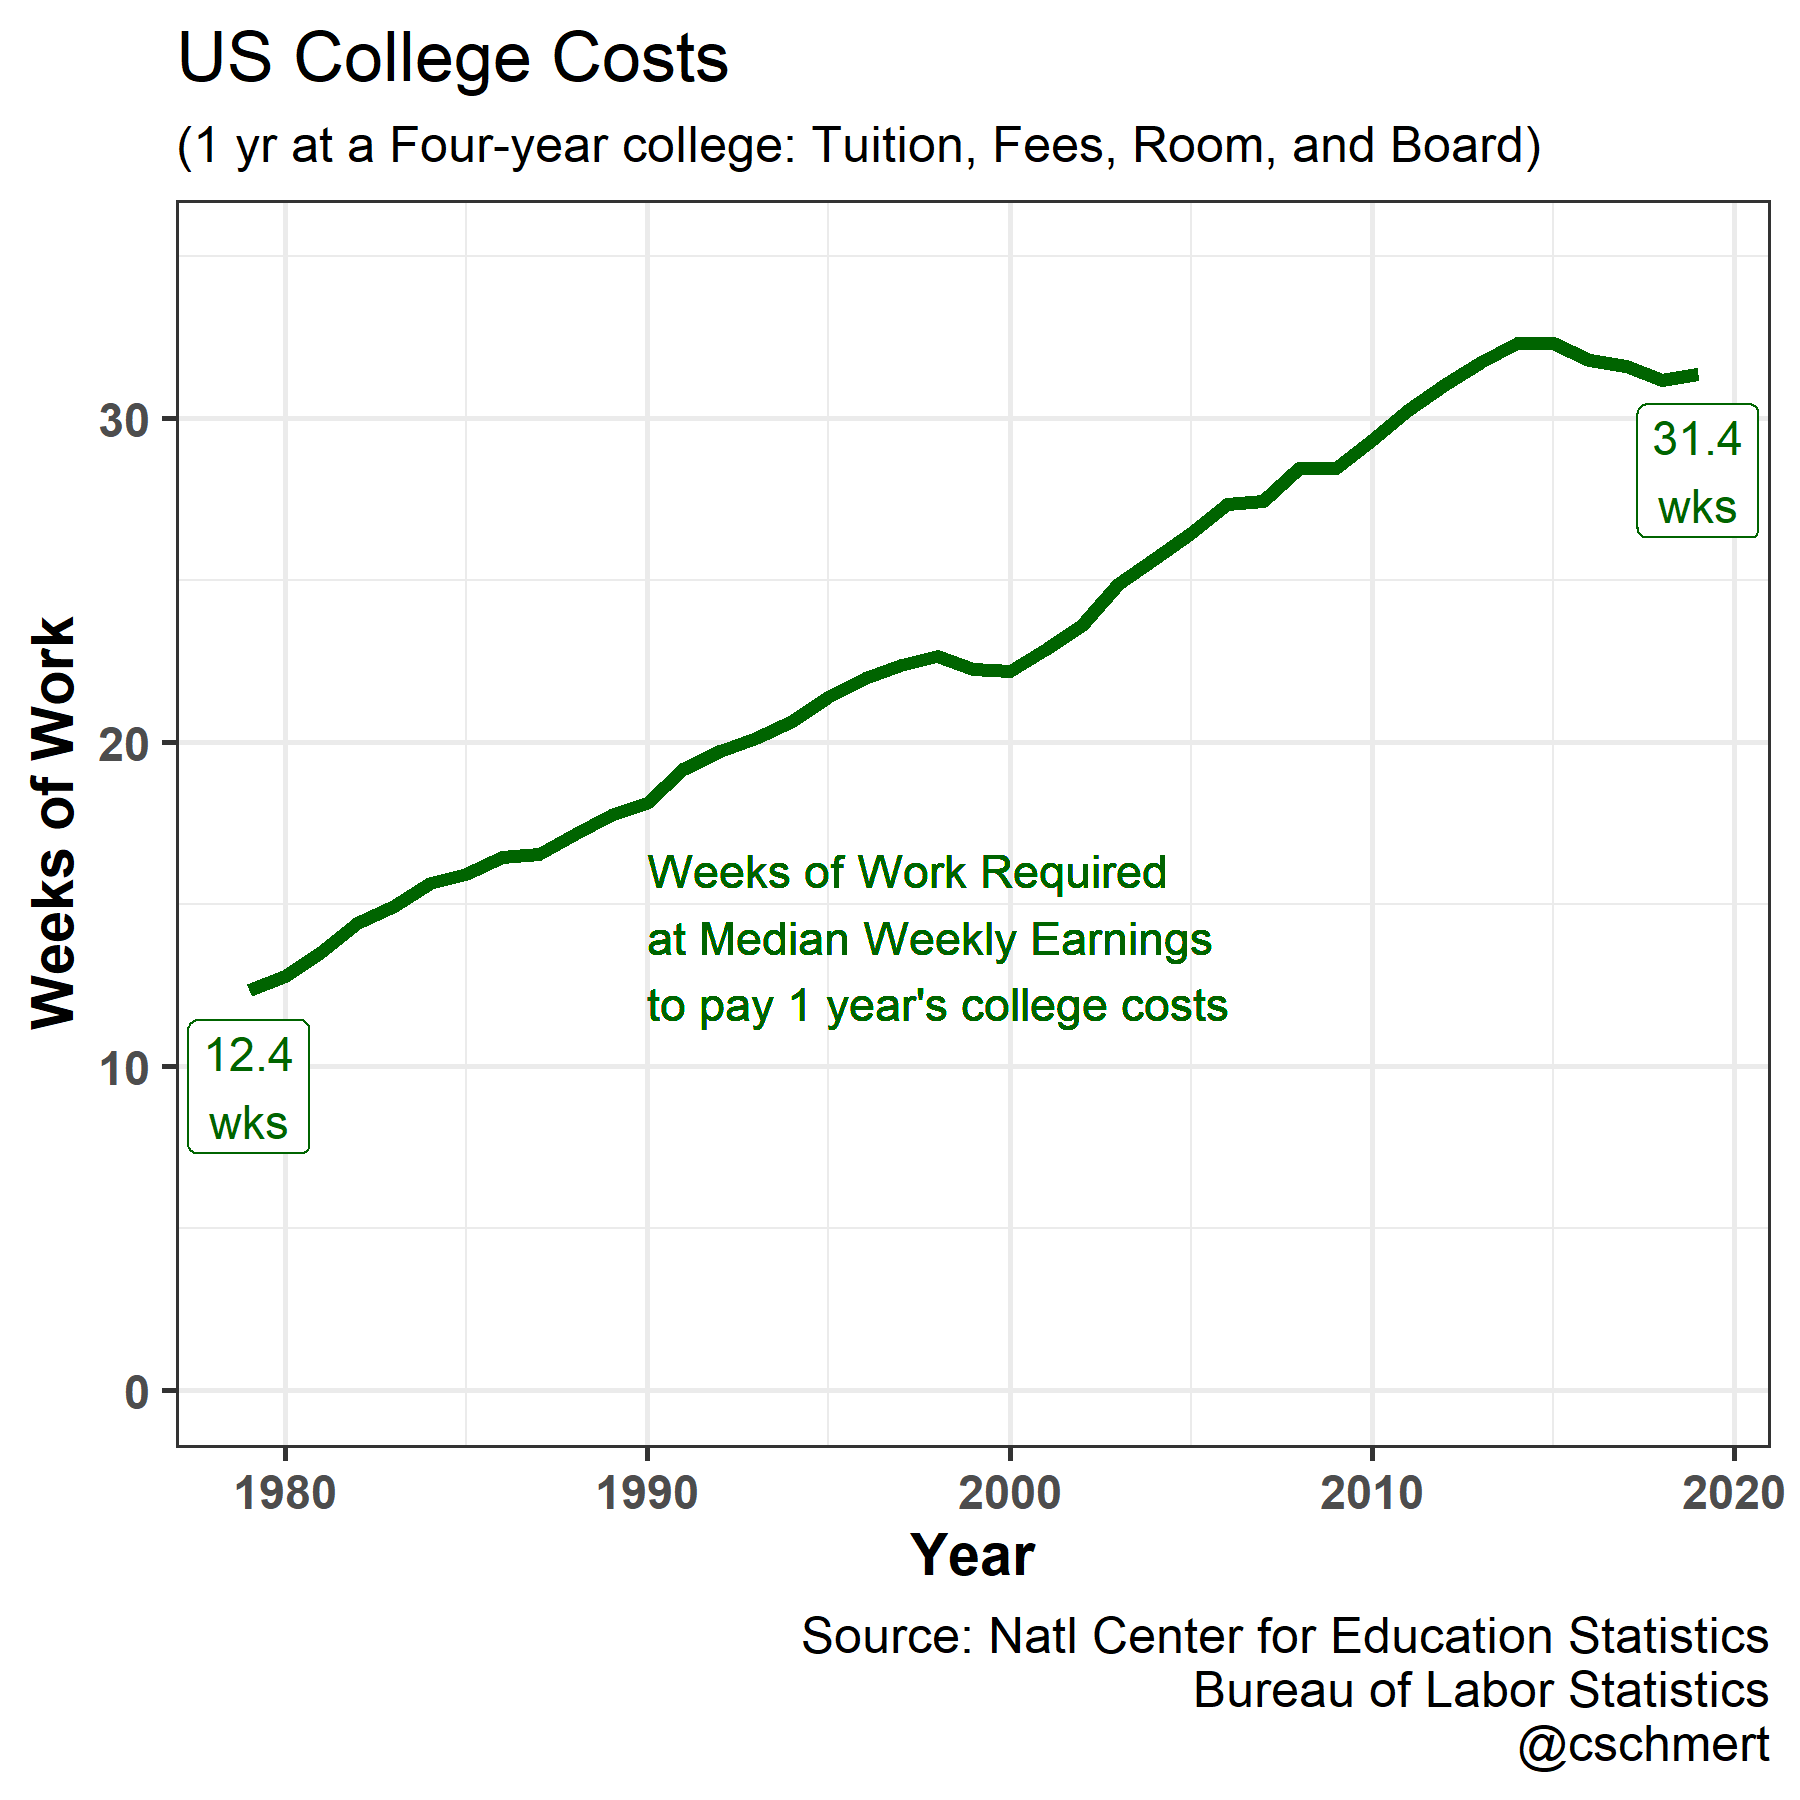 US College Costs
(1 yr at a Four-year college: Tuition, Fees, Room, and Board)
Weeks of Work
30
20
10
0
31.4
wks
Weeks of Work Required
at Median Weekly Earnings
to pay 1 year's college costs
12.4
wks
1980 1990 2000 2010 2020
Year
Source: Natl Center for Education Statistics
Bureau of Labor Statistics
@cschmert